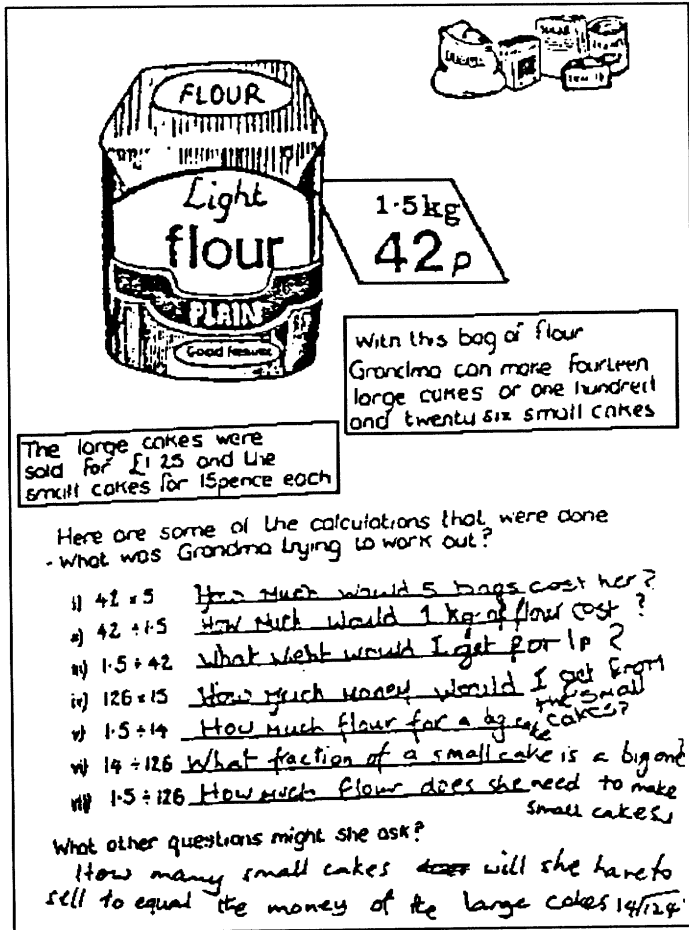 FLOUR
SUGAR
Light
flour
PLAIN
1·5kg
42p
With this bag of flour
Grandma can make fourteen
large cakes or one hundred
and twenty six small cakes
The large cakes were
sold for £1 25 and the
small cakes for 15pence each
Here are some of the calculations that were done
- What was Grandma trying to work out?
i) 42 × 5 How much would 5 bags cost her?
ii) 42 ÷ 1·5 How much would 1 kg of flour cost?
iii) 1.5 ÷ 42 What wieht would I get for 1p?
iv) 126 × 15 How much money would I get from
the small
cakes?
v) 1·5 ÷ 14 How much flour for a big cake
vi) 14 ÷ 126 What fraction of a small cake is a big one?
vii) 1.5 ÷ 126 How much flour does she need to make
small cakes
What other questions might she ask?
How many small cakes will she have to
sell to equal the money of the large cakes 14/124